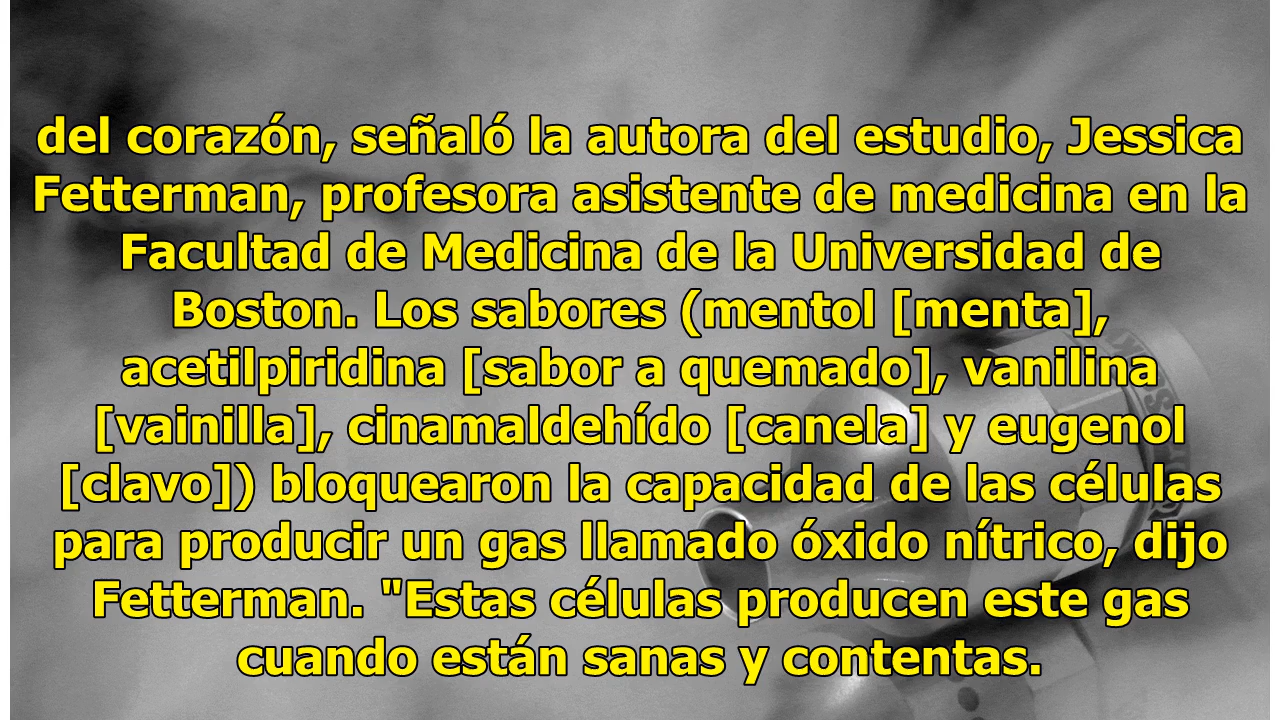 del corazón, señaló la autora del estudio, Jessica
Fetterman, profesora asistente de medicina en la
Facultad de Medicina de la Universidad de
Boston. Los sabores (mentol [menta],
acetilpiridina [sabor a quemado], vanilina
[vainilla], cinamaldehído [canela] y eugenol
[clavo]) bloquearon la capacidad de las células
para producir un gas llamado óxido nítrico, dijo
Fetterman. "Estas células producen este gas
cuando están sanas y contentas.